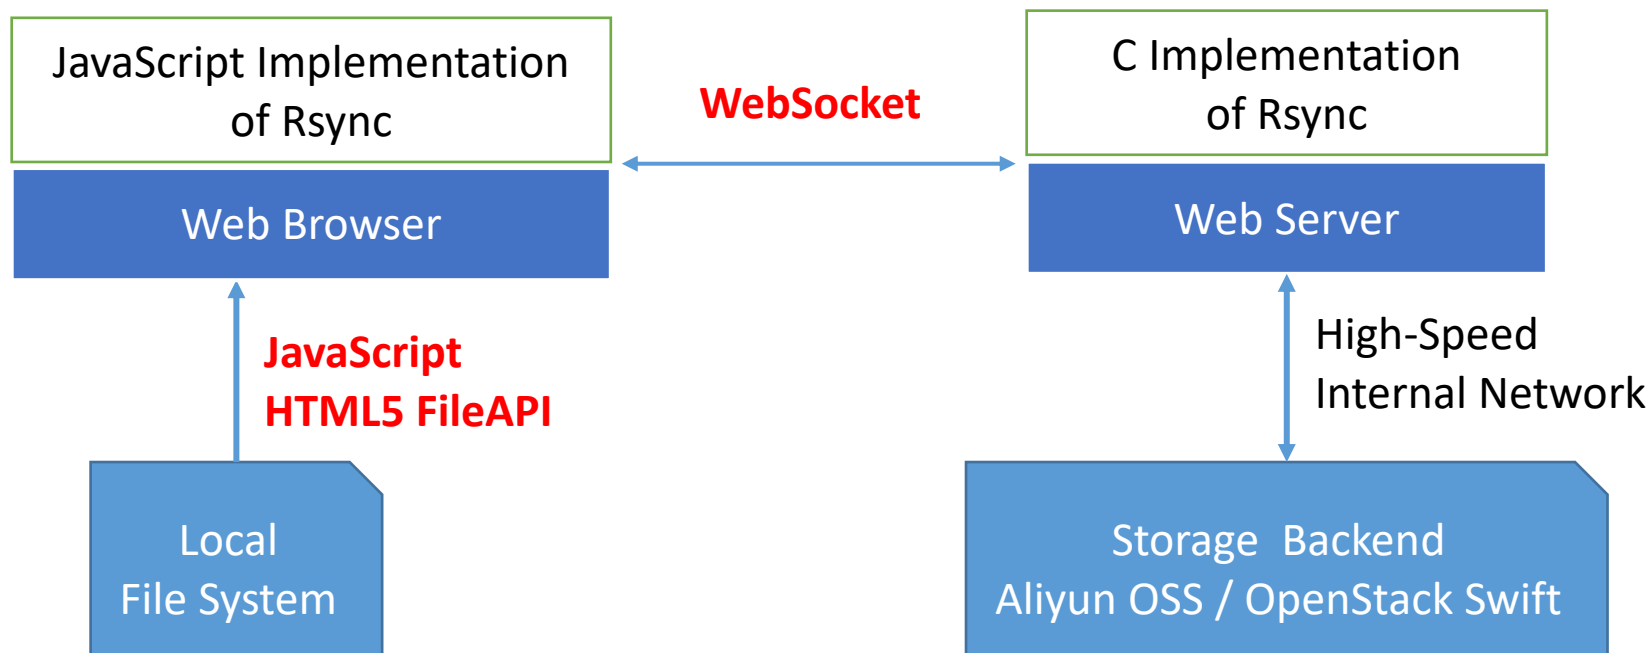 JavaScript Implementation
of Rsync
WebSocket
C Implementation
of Rsync
Web Browser
Web Server
JavaScript
HTML5 FileAPI
High-Speed
Internal Network
Local
File System
Storage Backend
Aliyun OSS / OpenStack Swift